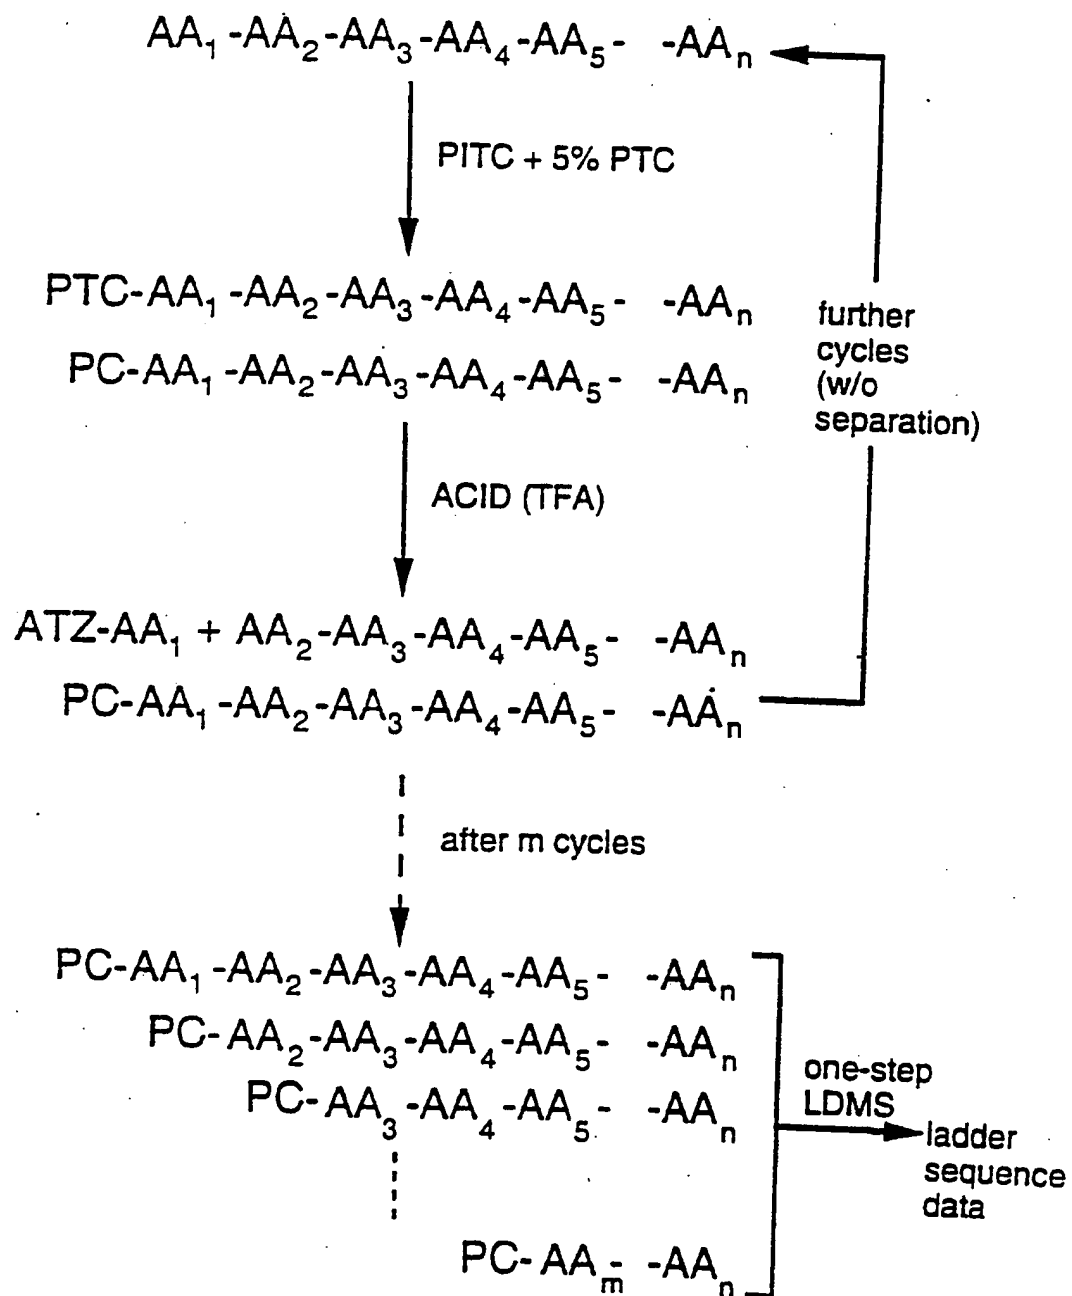 AA₁ -AA₂-AA₃-AA₄-AA₅- -AAₙ
PITC + 5% PTC
PTC-AA₁ -AA₂-AA₃-AA₄-AA₅- -AAₙ
PC-AA₁ -AA₂-AA₃-AA₄-AA₅- -AAₙ
further
cycles
(w/o
separation)
ACID (TFA)
ATZ-AA₁ + AA₂-AA₃-AA₄-AA₅- -AAₙ
PC-AA₁ -AA₂-AA₃-AA₄-AA₅- -AAₙ
after m cycles
PC-AA₁ -AA₂-AA₃-AA₄-AA₅- -AAₙ
PC-AA₂-AA₃-AA₄-AA₅- -AAₙ
PC-AA₃-AA₄-AA₅- -AAₙ
PC-AAₘ- -AAₙ
one-step
LDMS
ladder
sequence
data